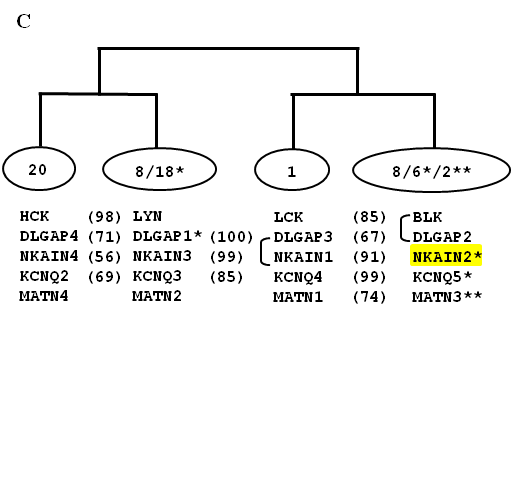 C
20 8/18* 1 8/6*/2**
HCK (98) LYN LCK (85) BLK
DLGAP4 (71) DLGAP1* (100) DLGAP3 (67) DLGAP2
NKAIN4 (56) NKAIN3 (99) NKAIN1 (91) NKAIN2*
KCNQ2 (69) KCNQ3 (85) KCNQ4 (99) KCNQ5*
MATN4 MATN2 MATN1 (74) MATN3**